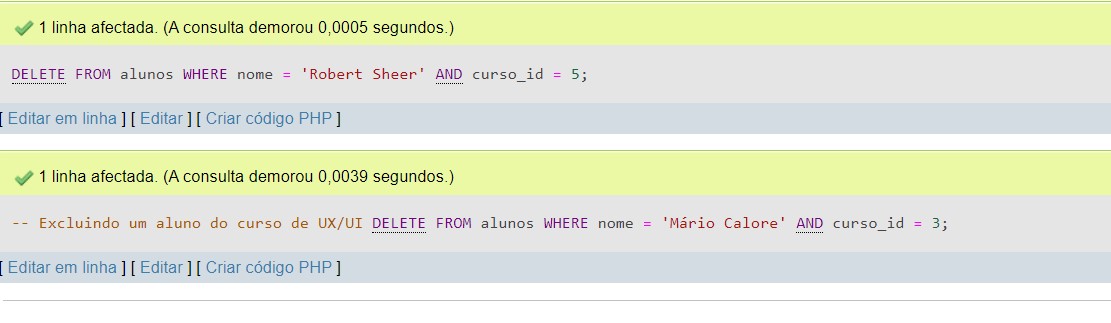 1 linha afectada. (A consulta demorou 0,0005 segundos.)
DELETE FROM alunos WHERE nome = 'Robert Sheer' AND curso_id = 5;
[ Editar em linha ] [ Editar ] [ Criar código PHP ]
1 linha afectada. (A consulta demorou 0,0039 segundos.)
-- Excluindo um aluno do curso de UX/UI DELETE FROM alunos WHERE nome = 'Mário Calore' AND curso_id = 3;
[ Editar em linha ] [ Editar ] [ Criar código PHP ]